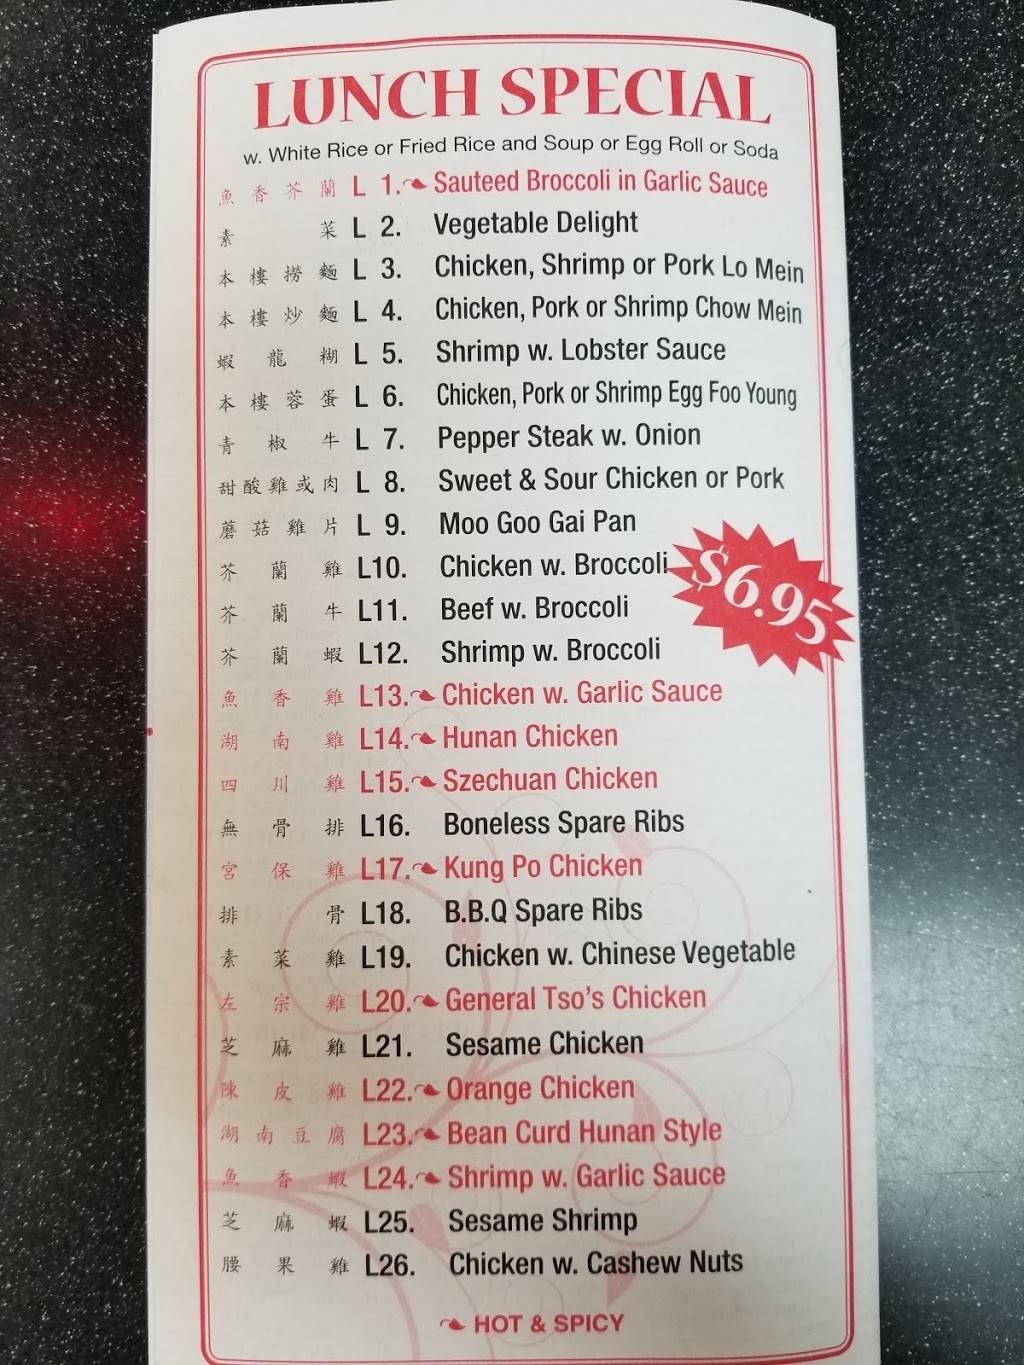 LUNCH SPECIAL
w. White Rice or Fried Rice and Soup or Egg Roll or Soda
魚香芥蘭 L 1. Sauteed Broccoli in Garlic Sauce
素菜 L 2. Vegetable Delight
本樓撈麵 L 3. Chicken, Shrimp or Pork Lo Mein
本樓炒麵 L 4. Chicken, Pork or Shrimp Chow Mein
蝦龍糊 L 5. Shrimp w. Lobster Sauce
本樓蓉蛋 L 6. Chicken, Pork or Shrimp Egg Foo Young
青椒牛 L 7. Pepper Steak w. Onion
甜酸雞或肉 L 8. Sweet & Sour Chicken or Pork
蘑菇雞片 L 9. Moo Goo Gai Pan
芥蘭雞 L10. Chicken w. Broccoli
$6.95
芥蘭牛 L11. Beef w. Broccoli
芥蘭蝦 L12. Shrimp w. Broccoli
魚香雞 L13. Chicken w. Garlic Sauce
湖南雞 L14. Hunan Chicken
四川雞 L15. Szechuan Chicken
無骨排 L16. Boneless Spare Ribs
宮保雞 L17. Kung Po Chicken
排骨 L18. B.B.Q Spare Ribs
素菜雞 L19. Chicken w. Chinese Vegetable
左宗雞 L20. General Tso's Chicken
芝麻雞 L21. Sesame Chicken
陳皮雞 L22. Orange Chicken
湖南豆腐 L23. Bean Curd Hunan Style
魚香蝦 L24. Shrimp w. Garlic Sauce
芝麻蝦 L25. Sesame Shrimp
腰果雞 L26. Chicken w. Cashew Nuts
HOT & SPICY